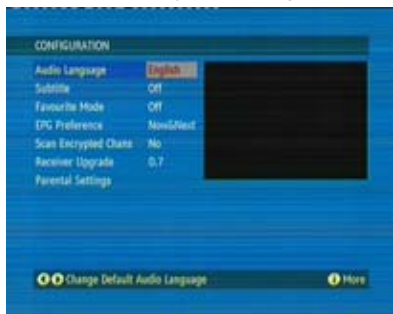 CONFIGURATION
Audio Language English
Subtitle Off
Favourite Mode Off
EPG Preference Now&Next
Scan Encrypted Chans No
Receiver Upgrade 0.7
Parental Settings
Change Default Audio Language
More